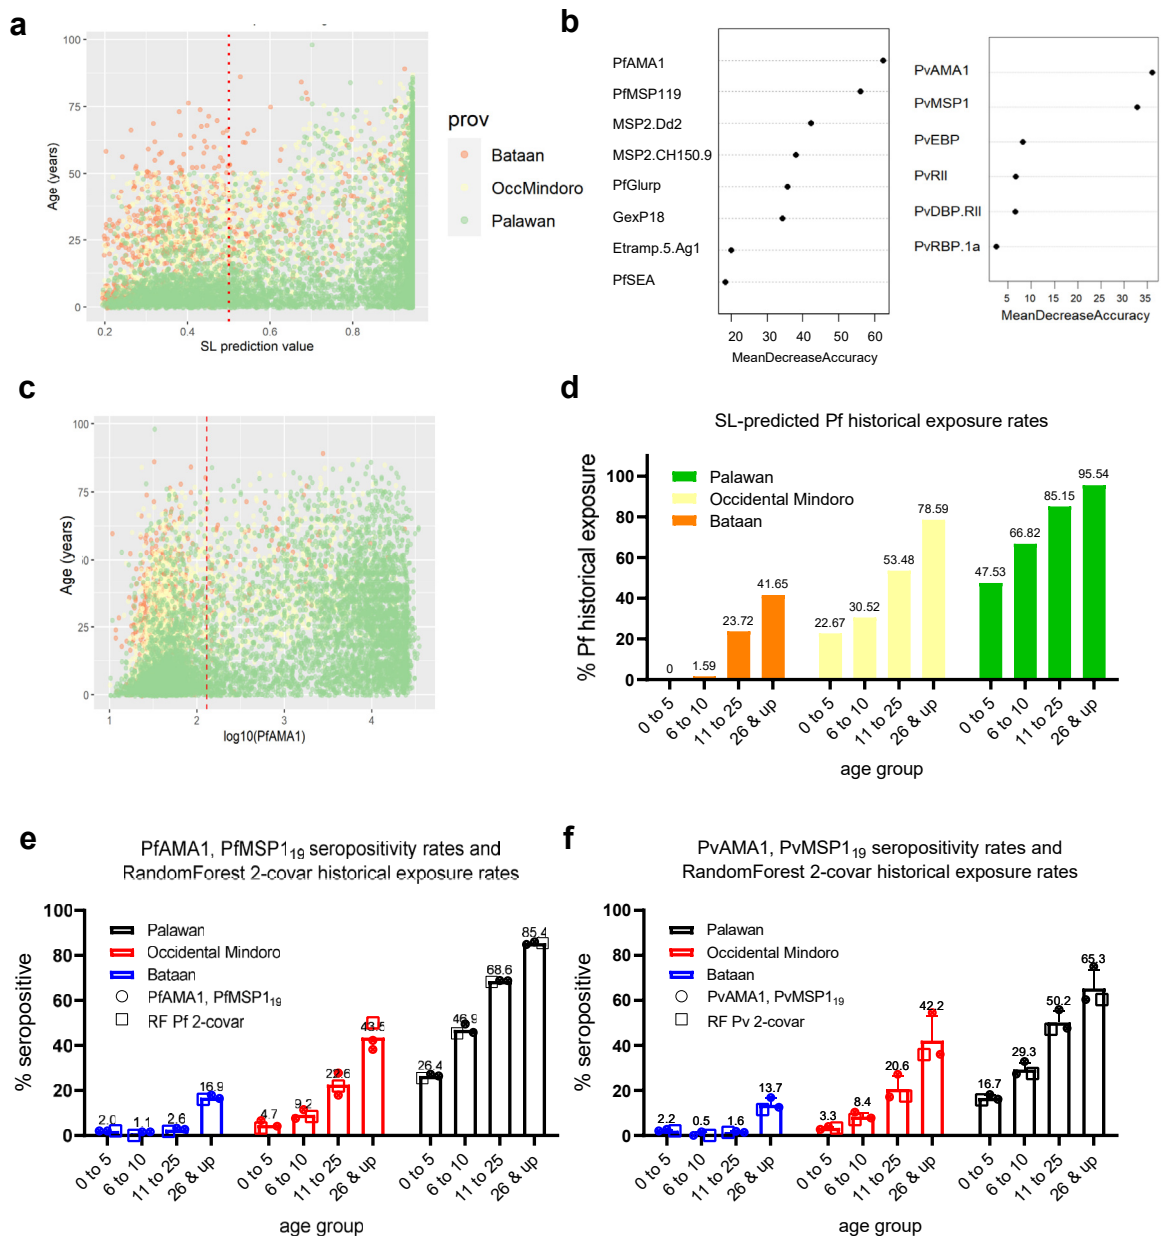 a
100
75
50
25
0
0.2
0.4
0.6
0.8
Age (years)
SL prediction value
prov
Bataan
OccMindoro
Palawan
b
PfAMA1
PfMSP119
MSP2.Dd2
MSP2.CH150.9
PfGlurp
GexP18
Etramp.5.Ag1
PfSEA
20 30 40 50 60
MeanDecreaseAccuracy
PvAMA1
PvMSP1
PvEBP
PvRII
PvDBP.RII
PvRBP.1a
5 10 15 20 25 30 35
MeanDecreaseAccuracy
c
100
75
50
25
0
1 2 3 4
Age (years)
log10(PfAMA1)
d
SL-predicted Pf historical exposure rates
% Pf historical exposure
100
80
60
40
20
0
Palawan
Occidental Mindoro
Bataan
0
1.59
23.72
41.65
22.67
30.52
53.48
78.59
47.53
66.82
85.15
95.54
0 to 5
6 to 10
11 to 25
26 & up
0 to 5
6 to 10
11 to 25
26 & up
0 to 5
6 to 10
11 to 25
26 & up
age group
e
PfAMA1, PfMSP1₁₉ seropositivity rates and
RandomForest 2-covar historical exposure rates
% seropositive
100
80
60
40
20
0
Palawan
Occidental Mindoro
Bataan
PfAMA1, PfMSP1₁₉
RF Pf 2-covar
2.0
1.1
2.6
16.9
4.7
9.2
22.6
43.5
26.4
46.9
68.6
85.4
0 to 5
6 to 10
11 to 25
26 & up
0 to 5
6 to 10
11 to 25
26 & up
0 to 5
6 to 10
11 to 25
26 & up
age group
f
PvAMA1, PvMSP1₁₉ seropositivity rates and
RandomForest 2-covar historical exposure rates
% seropositive
100
80
60
40
20
0
Palawan
Occidental Mindoro
Bataan
PvAMA1, PvMSP1₁₉
RF Pv 2-covar
2.2
0.5
1.6
13.7
3.3
8.4
20.6
42.2
16.7
29.3
50.2
65.3
0 to 5
6 to 10
11 to 25
26 & up
0 to 5
6 to 10
11 to 25
26 & up
0 to 5
6 to 10
11 to 25
26 & up
age group